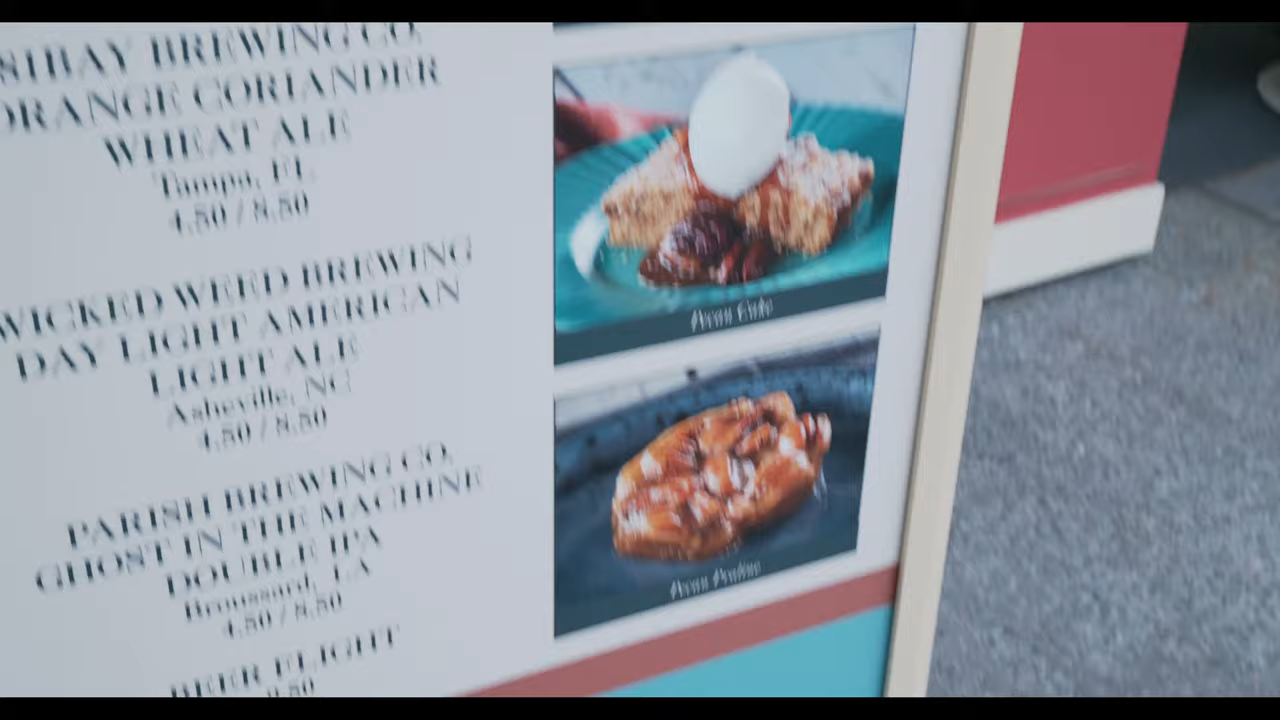 BREWING CO.
ORANGE CORIANDER
WHEAT ALE
Tampa, FL
4.50 / 8.50
WICKED WEED BREWING
DAY LIGHT AMERICAN
LIGHT ALE
Asheville, NC
4.50 / 8.50
PARISH BREWING CO.
GHOST IN THE MACHINE
DOUBLE IPA
Broussard, LA
4.50 / 8.50
BEER FLIGHT
Pecan Praline